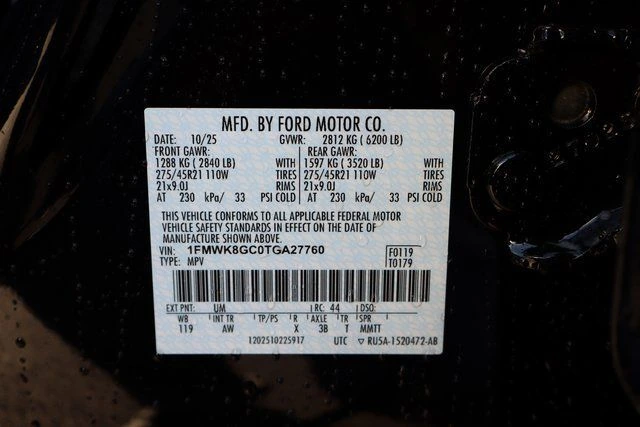 MFD. BY FORD MOTOR CO.
DATE: 10/25 GVWR: 2812 KG ( 6200 LB)
FRONT GAWR: REAR GAWR:
1288 KG ( 2840 LB) WITH 1597 KG ( 3520 LB) WITH
275/45R21 110W TIRES 275/45R21 110W TIRES
21x9.0J RIMS 21x9.0J RIMS
AT 230 kPa/ 33 PSI COLD AT 230 kPa/ 33 PSI COLD
THIS VEHICLE CONFORMS TO ALL APPLICABLE FEDERAL MOTOR
VEHICLE SAFETY STANDARDS IN EFFECT ON THE DATE OF
MANUFACTURE SHOWN ABOVE.
VIN: 1FMWK8GC0TGA27760 F0119
TYPE: MPV T0179
EXT PNT: UM RC: 44 DSO:
WB INT TR TP/PS R AXLE TR SPR
119 AW X 3B T MMTT
1202510225917 UTC ▽ RU5A-1520472-AB